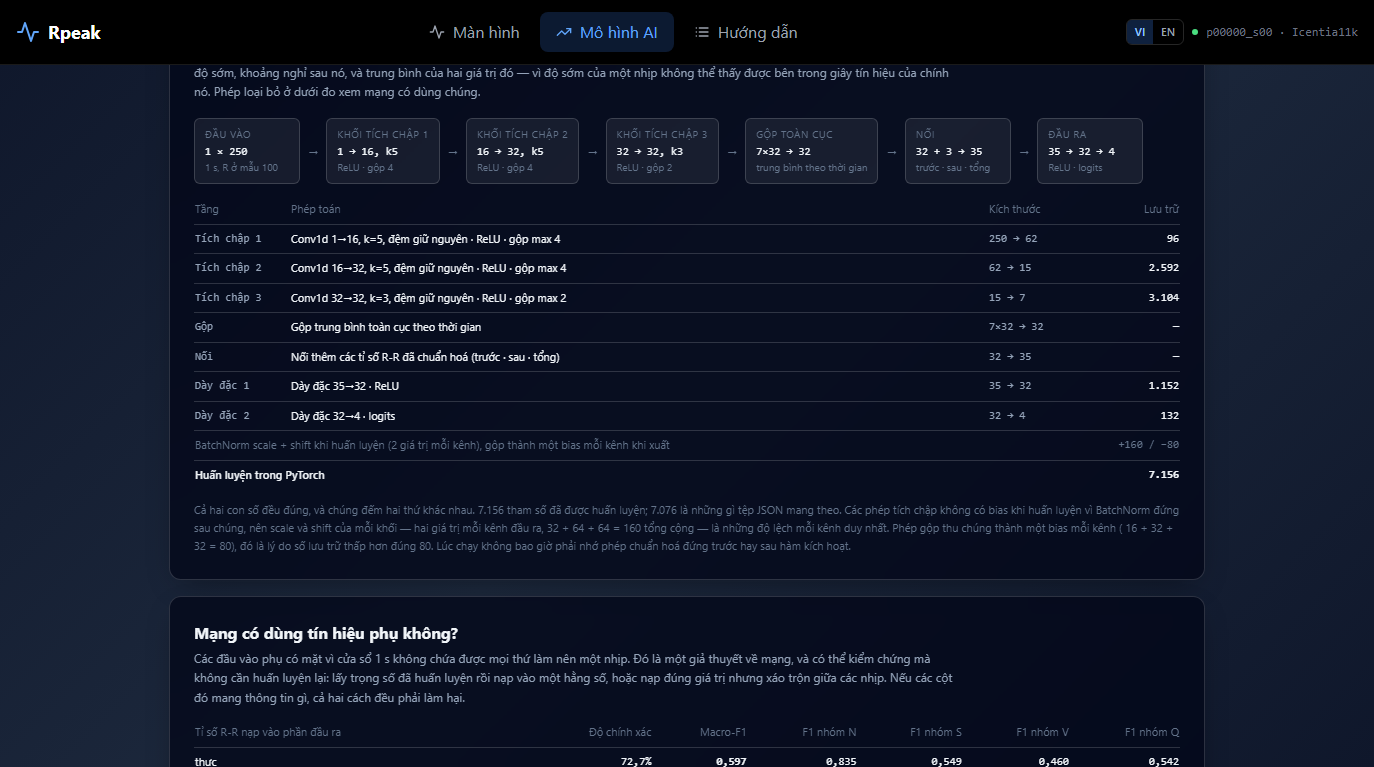 Rpeak
Màn hình
Mô hình AI
Hướng dẫn
VI EN
p00000_s00 · Icentia11k
độ sớm, khoảng nghỉ sau nó, và trung bình của hai giá trị đó — vì độ sớm của một nhịp không thể thấy được bên trong giây tín hiệu của chính
nó. Phép loại bỏ ở dưới đo xem mạng có dùng chúng.
ĐẦU VÀO
1 × 250
1 s, R ở mẫu 100
→
KHỐI TÍCH CHẬP 1
1 → 16, k5
ReLU · gộp 4
→
KHỐI TÍCH CHẬP 2
16 → 32, k5
ReLU · gộp 4
→
KHỐI TÍCH CHẬP 3
32 → 32, k3
ReLU · gộp 2
→
GỘP TOÀN CỤC
7×32 → 32
trung bình theo thời gian
→
NỐI
32 + 3 → 35
trước · sau · tổng
→
ĐẦU RA
35 → 32 → 4
ReLU · logits
Tầng Phép toán Kích thước Lưu trữ
Tích chập 1 Conv1d 1→16, k=5, đệm giữ nguyên · ReLU · gộp max 4 250 → 62 96
Tích chập 2 Conv1d 16→32, k=5, đệm giữ nguyên · ReLU · gộp max 4 62 → 15 2.592
Tích chập 3 Conv1d 32→32, k=3, đệm giữ nguyên · ReLU · gộp max 2 15 → 7 3.104
Gộp Gộp trung bình toàn cục theo thời gian 7×32 → 32 —
Nối Nối thêm các tỉ số R-R đã chuẩn hoá (trước · sau · tổng) 32 → 35 —
Dày đặc 1 Dày đặc 35→32 · ReLU 35 → 32 1.152
Dày đặc 2 Dày đặc 32→4 · logits 32 → 4 132
BatchNorm scale + shift khi huấn luyện (2 giá trị mỗi kênh), gộp thành một bias mỗi kênh khi xuất +160 / −80
Huấn luyện trong PyTorch 7.156
Cả hai con số đều đúng, và chúng đếm hai thứ khác nhau. 7.156 tham số đã được huấn luyện; 7.076 là những gì tệp JSON mang theo. Các phép tích chập không có bias khi huấn luyện vì BatchNorm đứng
sau chúng, nên scale và shift của mỗi khối — hai giá trị mỗi kênh đầu ra, 32 + 64 + 64 = 160 tổng cộng — là những độ lệch mỗi kênh duy nhất. Phép gộp thu chúng thành một bias mỗi kênh ( 16 + 32 +
32 = 80), đó là lý do số lưu trữ thấp hơn đúng 80. Lúc chạy không bao giờ phải nhớ phép chuẩn hoá đứng trước hay sau hàm kích hoạt.
Mạng có dùng tín hiệu phụ không?
Các đầu vào phụ có mặt vì cửa sổ 1 s không chứa được mọi thứ làm nên một nhịp. Đó là một giả thuyết về mạng, và có thể kiểm chứng mà
không cần huấn luyện lại: lấy trọng số đã huấn luyện rồi nạp vào một hằng số, hoặc nạp đúng giá trị nhưng xáo trộn giữa các nhịp. Nếu các cột
đó mang thông tin gì, cả hai cách đều phải làm hại.
Tỉ số R-R nạp vào phần đầu ra Độ chính xác Macro-F1 F1 nhóm N F1 nhóm S F1 nhóm V F1 nhóm Q
thực 72,7% 0,597 0,835 0,549 0,460 0,542